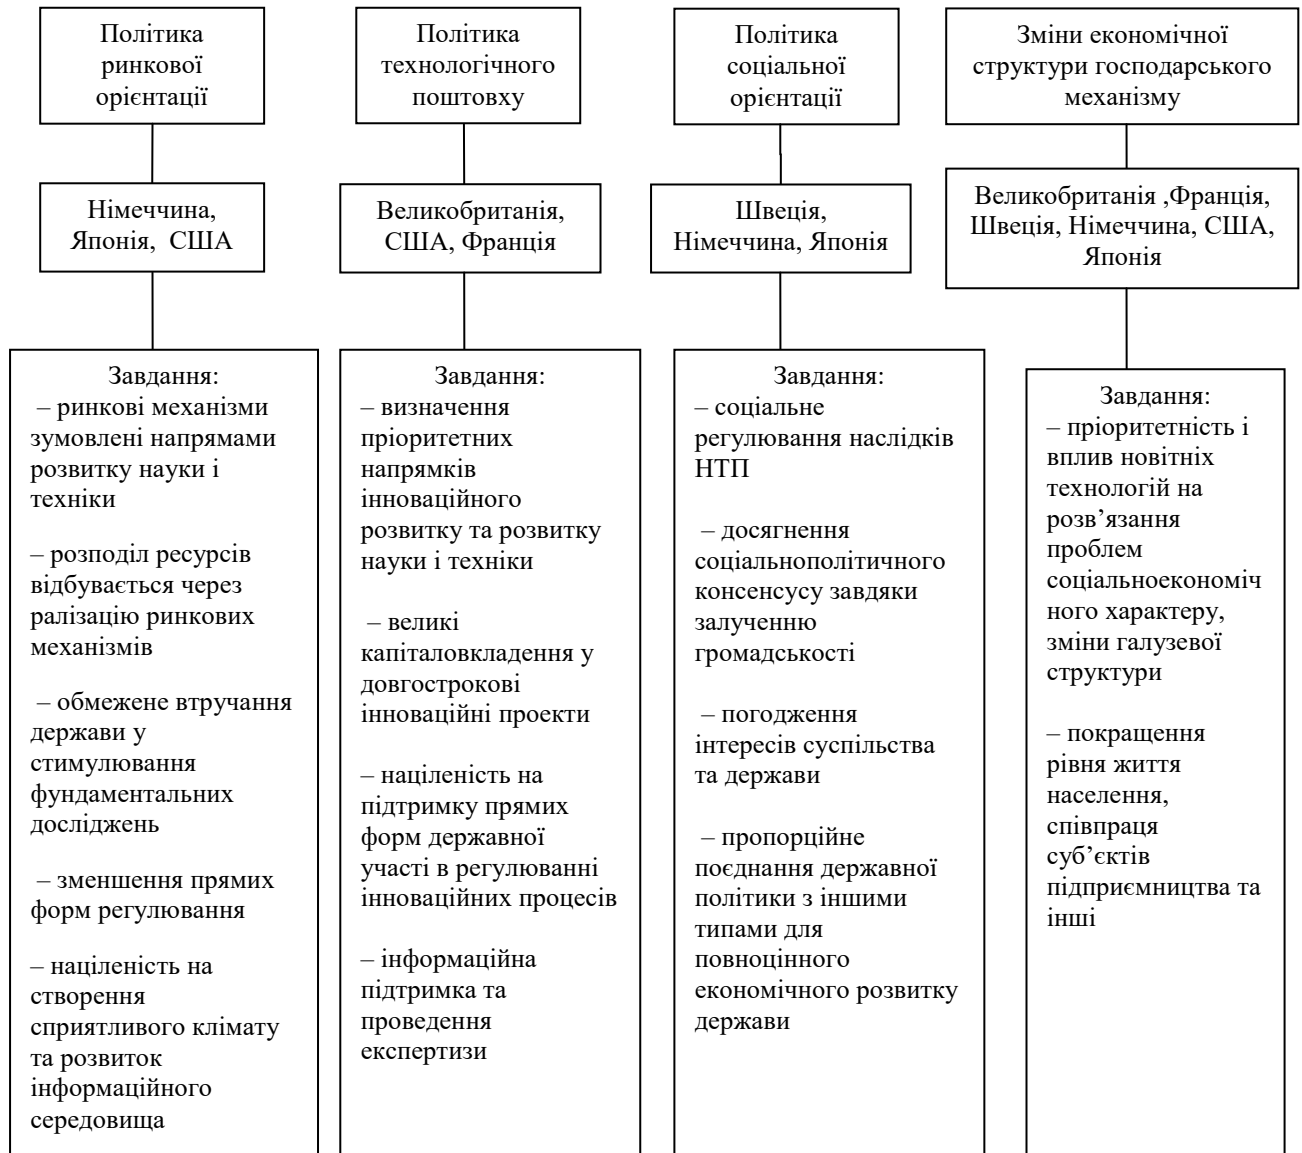 Політика
ринкової
орієнтації
Німеччина,
Японія, США
Завдання:
– ринкові механізми
зумовлені напрямами
розвитку науки і
техніки
– розподіл ресурсів
відбувається через
ралізацію ринкових
механізмів
– обмежене втручання
держави у
стимулювання
фундаментальних
досліджень
– зменшення прямих
форм регулювання
– націленість на
створення
сприятливого клімату
та розвиток
інформаційного
середовища
Політика
технологічного
поштовху
Великобританія,
США, Франція
Завдання:
– визначення
пріоритетних
напрямків
інноваційного
розвитку та розвитку
науки і техніки
– великі
капіталовкладення у
довгострокові
інноваційні проекти
– націленість на
підтримку прямих
форм державної
участі в регулюванні
інноваційних процесів
– інформаційна
підтримка та
проведення
експертизи
Політика
соціальної
орієнтації
Швеція,
Німеччина, Японія
Завдання:
– соціальне
регулювання наслідків
НТП
– досягнення
соціальнополітичного
консенсусу завдяки
залученню
громадськості
– погодження
інтересів суспільства
та держави
– пропорційне
поєднання державної
політики з іншими
типами для
повноцінного
економічного розвитку
держави
Зміни економічної
структури господарського
механізму
Великобританія ,Франція,
Швеція, Німеччина, США,
Японія
Завдання:
– пріоритетність і
вплив новітніх
технологій на
розв’язання
проблем
соціальноекономіч
ного характеру,
зміни галузевої
структури
– покращення
рівня життя
населення,
співпраця
суб’єктів
підприємництва та
інші